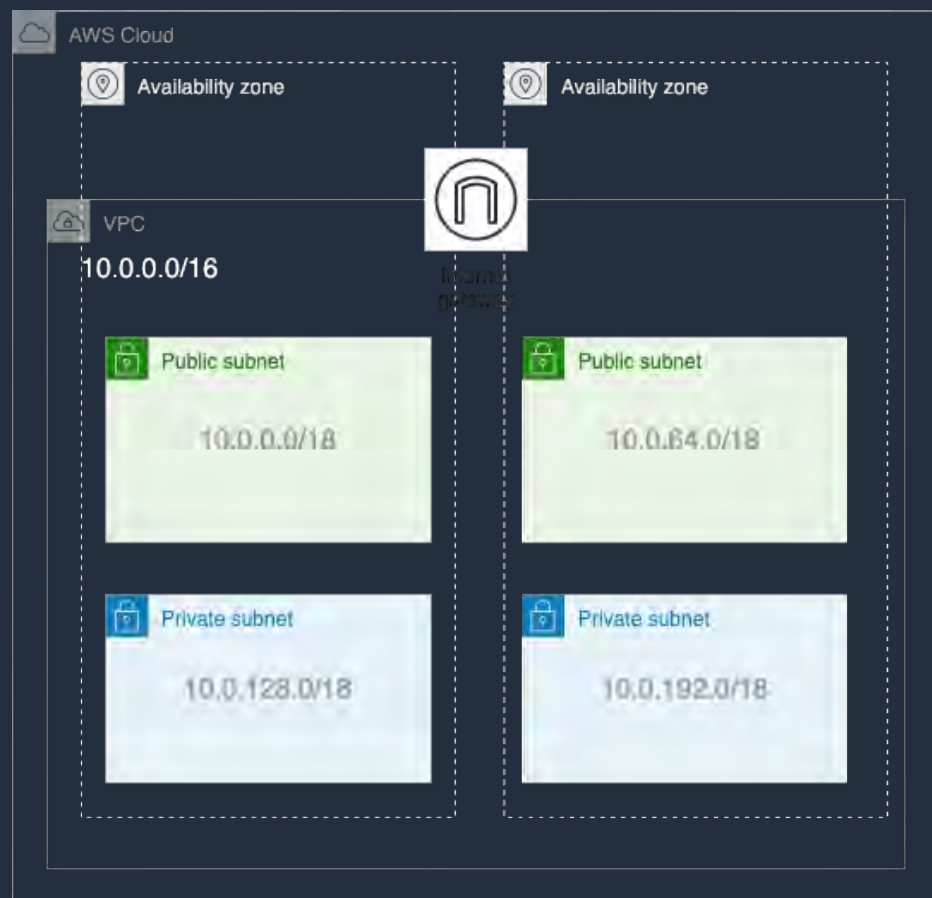 AWS Cloud
Availability zone
Availability zone
VPC
10.0.0.0/16
Internet
gateway
Public subnet
10.0.0.0/18
Public subnet
10.0.64.0/18
Private subnet
10.0.128.0/18
Private subnet
10.0.192.0/18